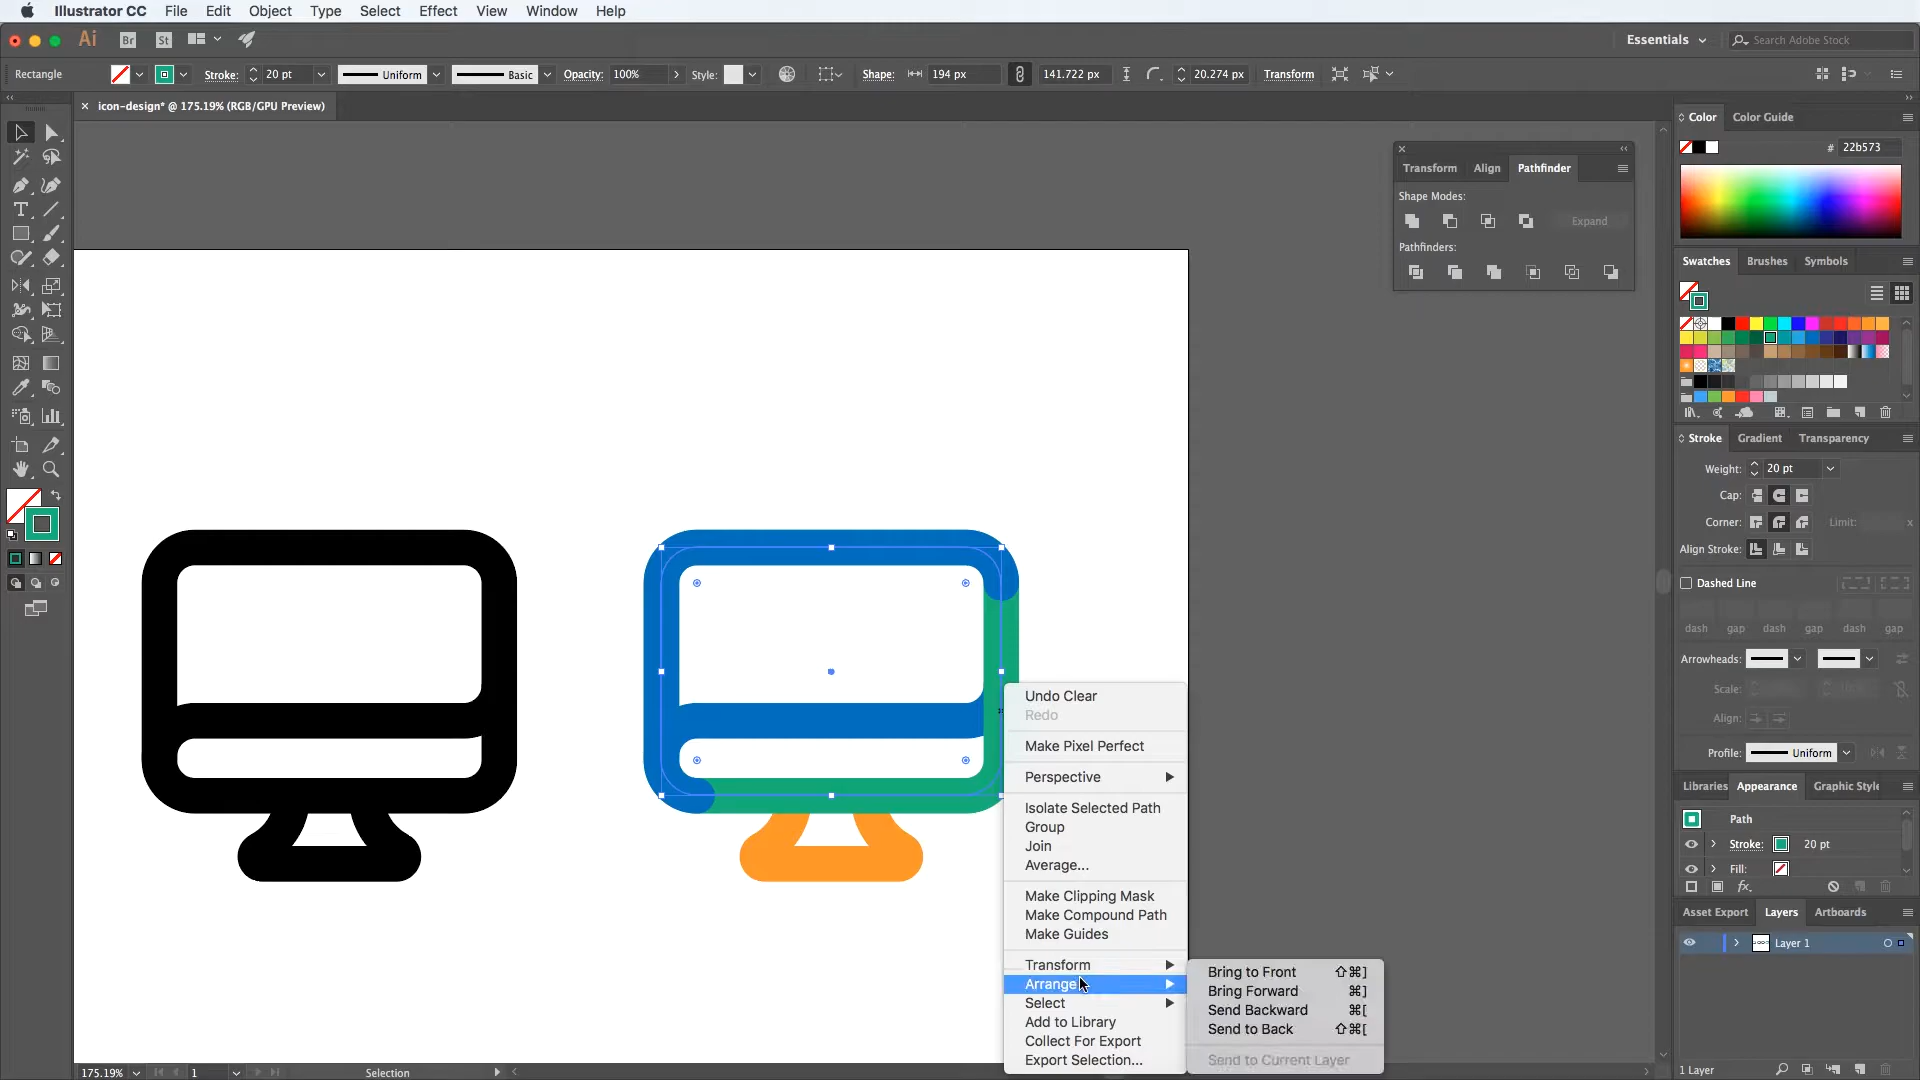 Illustrator CC File Edit Object Type Select Effect View Window Help
Ai Br St Essentials Search Adobe Stock
Rectangle Stroke: 20 pt Uniform Basic Opacity: 100% Style: Shape: 194 px 141.722 px 20.274 px Transform
icon-design* @ 175.19% (RGB/GPU Preview)
Transform Align Pathfinder
Shape Modes:
Expand
Pathfinders:
Color Color Guide
# 22b573
Swatches Brushes Symbols
Stroke Gradient Transparency
Weight: 20 pt
Cap:
Corner: Limit: x
Align Stroke:
Dashed Line
dash gap dash gap dash gap
Arrowheads:
Scale:
Align:
Profile: Uniform
Libraries Appearance Graphic Style
Path
Stroke: 20 pt
Fill:
fx
Asset Export Layers Artboards
Layer 1
1 Layer
Undo Clear
Redo
Make Pixel Perfect
Perspective
Isolate Selected Path
Group
Join
Average...
Make Clipping Mask
Make Compound Path
Make Guides
Transform
Arrange
Select
Add to Library
Collect For Export
Export Selection...
Bring to Front ⇧⌘]
Bring Forward ⌘]
Send Backward ⌘[
Send to Back ⇧⌘[
Send to Current Layer
175.19% 1 Selection